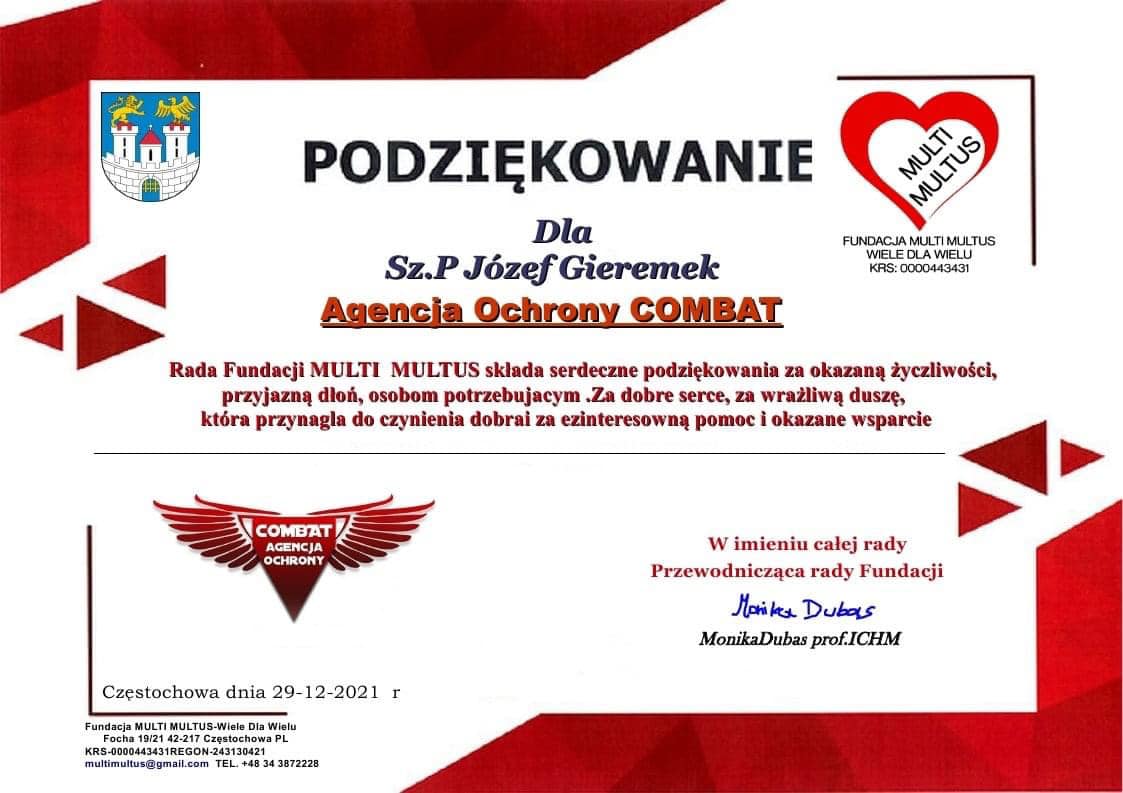 PODZIĘKOWANIE
MULTI
MULTUS
FUNDACJA MULTI MULTUS
WIELE DLA WIELU
KRS: 0000443431
Dla
Sz.P Józef Gieremek
Agencja Ochrony COMBAT
Rada Fundacji MULTI MULTUS składa serdeczne podziękowania za okazaną życzliwości,
przyjazną dłoń, osobom potrzebujacym .Za dobre serce, za wrażliwą duszę,
która przynagla do czynienia dobrai za ezinteresowną pomoc i okazane wsparcie
COMBAT
AGENCJA
OCHRONY
W imieniu całej rady
Przewodnicząca rady Fundacji
Monika Dubas
MonikaDubas prof.ICHM
Częstochowa dnia 29-12-2021 r
Fundacja MULTI MULTUS-Wiele Dla Wielu
Focha 19/21 42-217 Częstochowa PL
KRS-0000443431REGON-243130421
multimultus@gmail.com TEL. +48 34 3872228